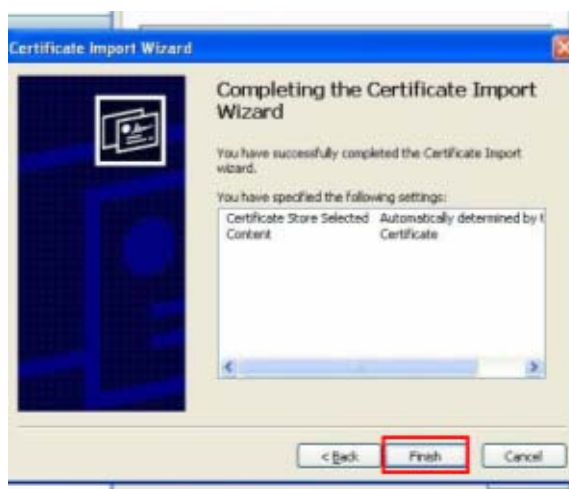 Certificate Import Wizard
Completing the Certificate Import
Wizard
You have successfully completed the Certificate Import
wizard.
You have specified the following settings:
Certificate Store Selected Automatically determined by t
Content Certificate
< Back Finish Cancel